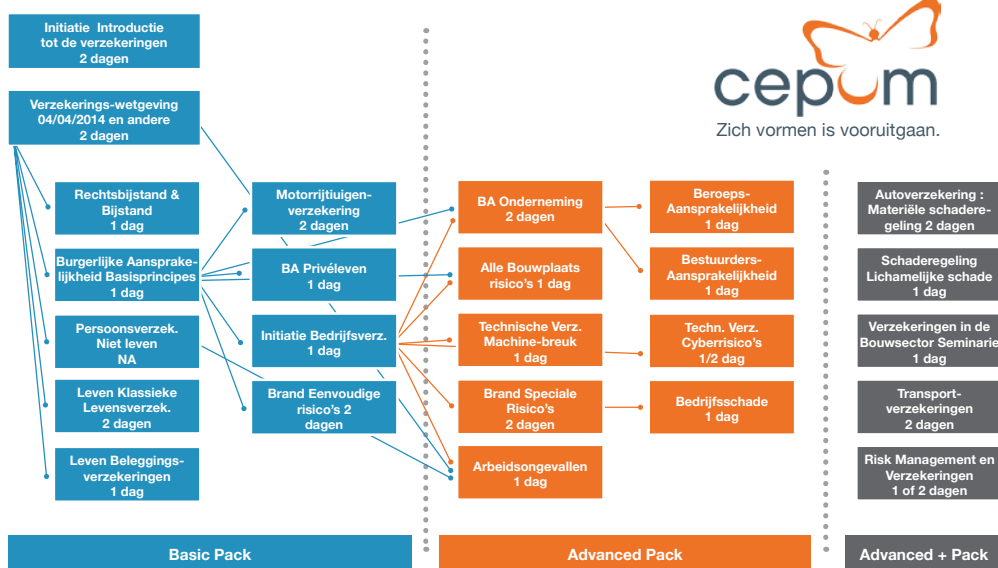 Initiatie Introductie
tot de verzekeringen
2 dagen
cepom
Zich vormen is vooruitgaan.
Verzekerings-wetgeving
04/04/2014 en andere
2 dagen
Rechtsbijstand &
Bijstand
1 dag
Burgerlijke Aansprake-
lijkheid Basisprincipes
1 dag
Persoonsverzek.
Niet leven
NA
Leven Klassieke
Levensverzek.
2 dagen
Leven Beleggings-
verzekeringen
1 dag
Motorrijtiuigen-
verzekering
2 dagen
BA Privéleven
1 dag
Initiatie Bedrijfsverz.
1 dag
Brand Eenvoudige
risico's 2
dagen
BA Onderneming
2 dagen
Alle Bouwplaats
risico's 1 dag
Technische Verz.
Machine-breuk
1 dag
Brand Speciale
Risico's
2 dagen
Arbeidsongevallen
1 dag
Beroeps-
Aansprakelijkheid
1 dag
Bestuurders-
Aansprakelijkheid
1 dag
Techn. Verz.
Cyberrisico's
1/2 dag
Bedrijfsschade
1 dag
Autoverzekering :
Materiële schadere-
geling 2 dagen
Schaderegeling
Lichamelijke schade
1 dag
Verzekeringen in de
Bouwsector Seminarie
1 dag
Transport-
verzekeringen
2 dagen
Risk Management en
Verzekeringen
1 of 2 dagen
Basic Pack
Advanced Pack
Advanced + Pack